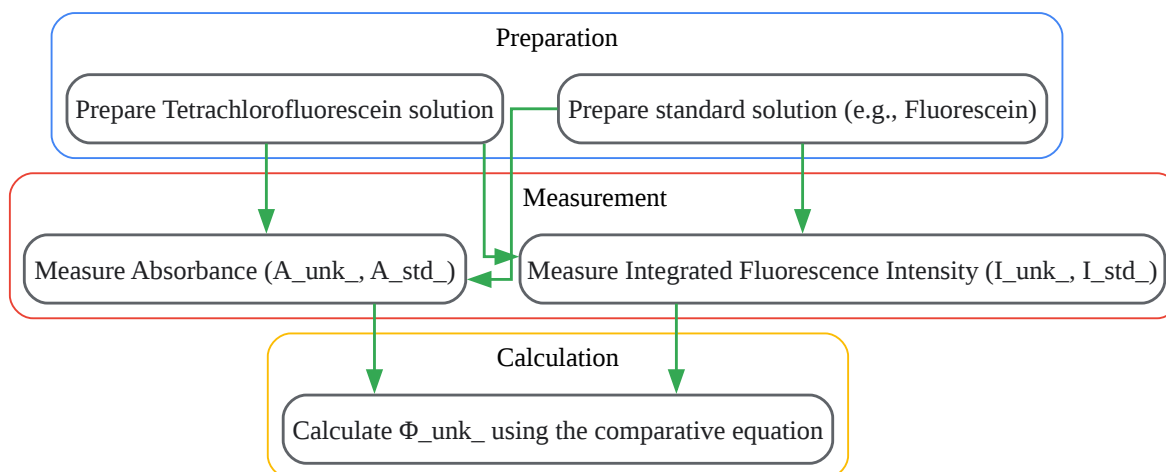 Preparation
Prepare Tetrachlorofluorescein solution
Prepare standard solution (e.g., Fluorescein)
Measurement
Measure Absorbance (A_unk_, A_std_)
Measure Integrated Fluorescence Intensity (I_unk_, I_std_)
Calculation
Calculate Φ_unk_ using the comparative equation